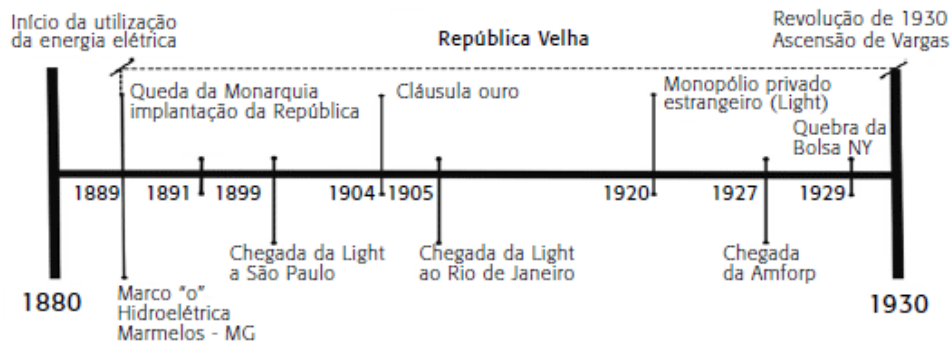 Início da utilização
da energia elétrica
República Velha
Revolução de 1930
Ascensão de Vargas
Queda da Monarquia
implantação da República
Cláusula ouro
Monopólio privado
estrangeiro (Light)
Quebra da
Bolsa NY
1889
1891
1899
1904
1905
1920
1927
1929
Chegada da Light
a São Paulo
Chegada da Light
ao Rio de Janeiro
Chegada
da Amforp
1880
Marco "o"
Hidroelétrica
Marmelos - MG
1930